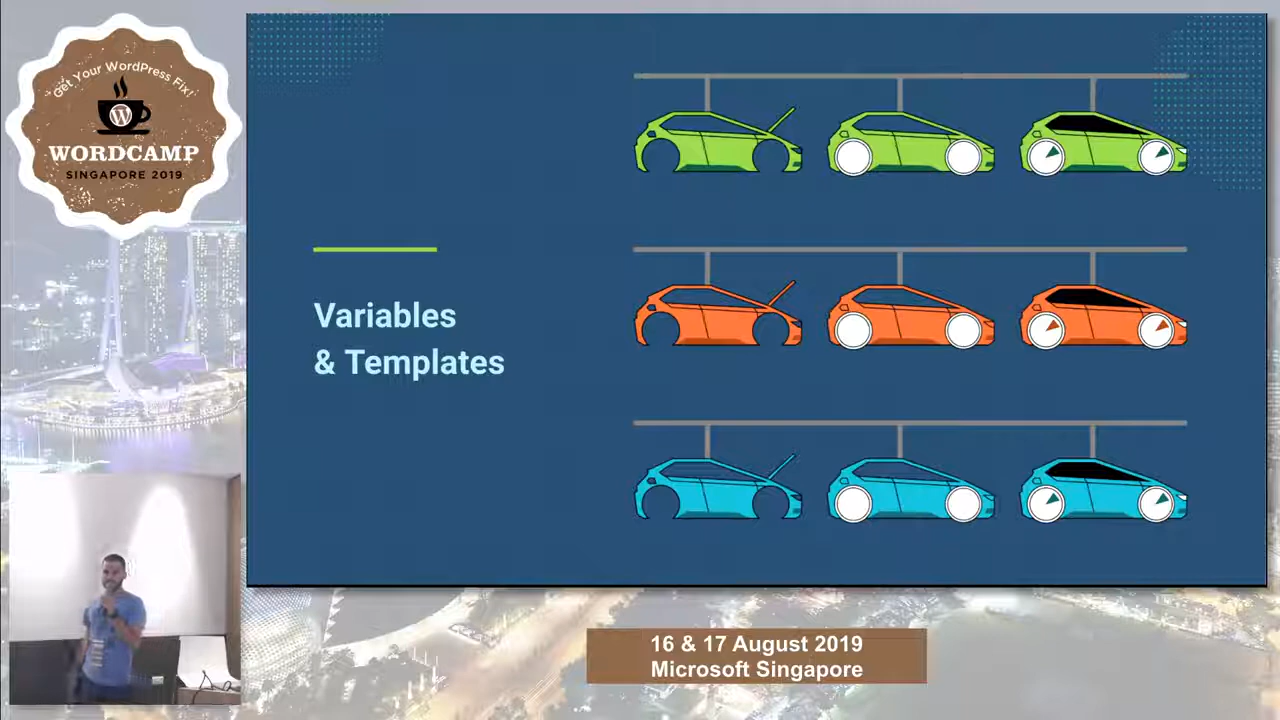 Get Your WordPress Fix!
WORDCAMP
SINGAPORE 2019
Variables
& Templates
16 & 17 August 2019
Microsoft Singapore